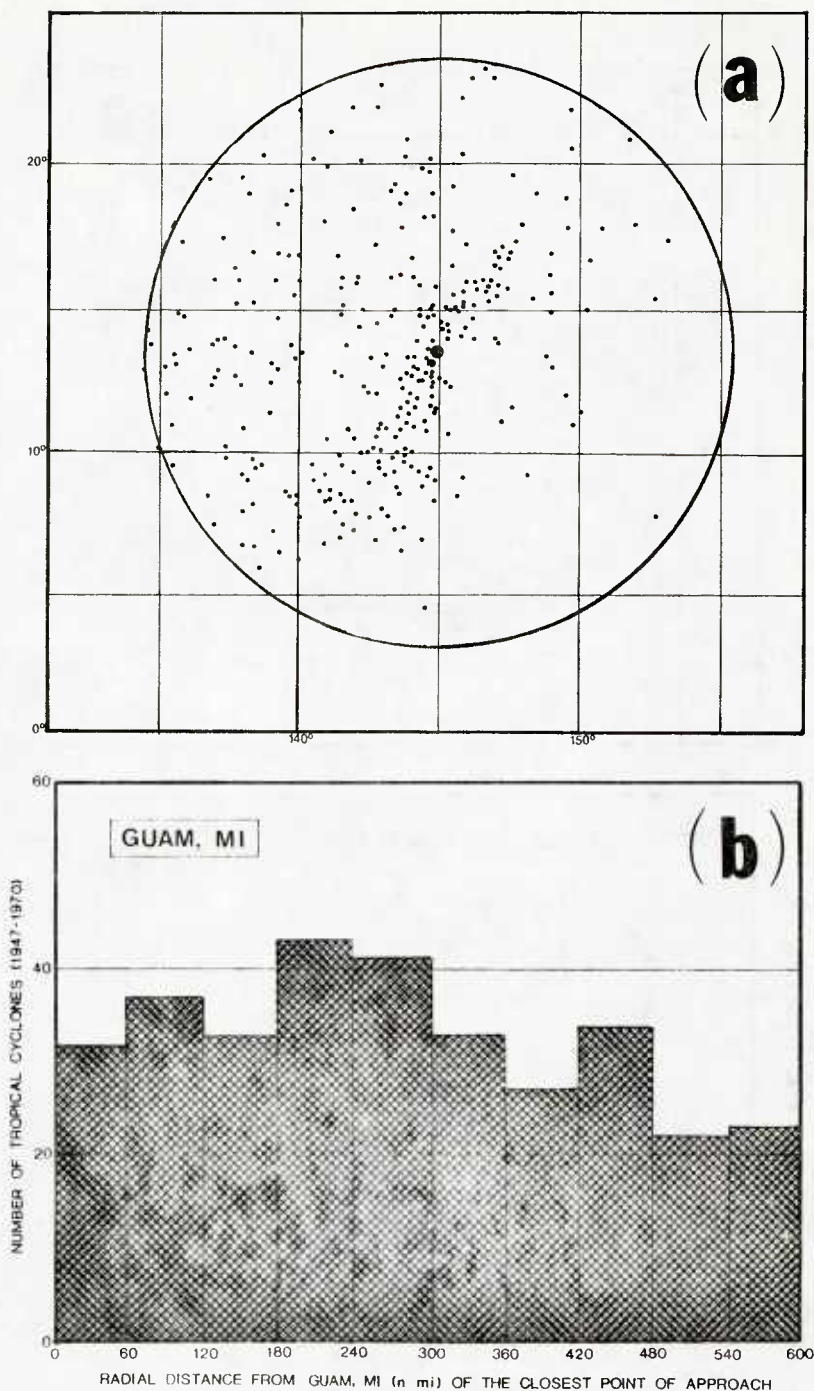 (a)
20°
10°
0°
140°
150°
60
GUAM, MI
(b)
NUMBER OF TROPICAL CYCLONES (1947-1970)
40
20
0
0 60 120 180 240 300 360 420 480 540 600
RADIAL DISTANCE FROM GUAM, MI (n mi) OF THE CLOSEST POINT OF APPROACH